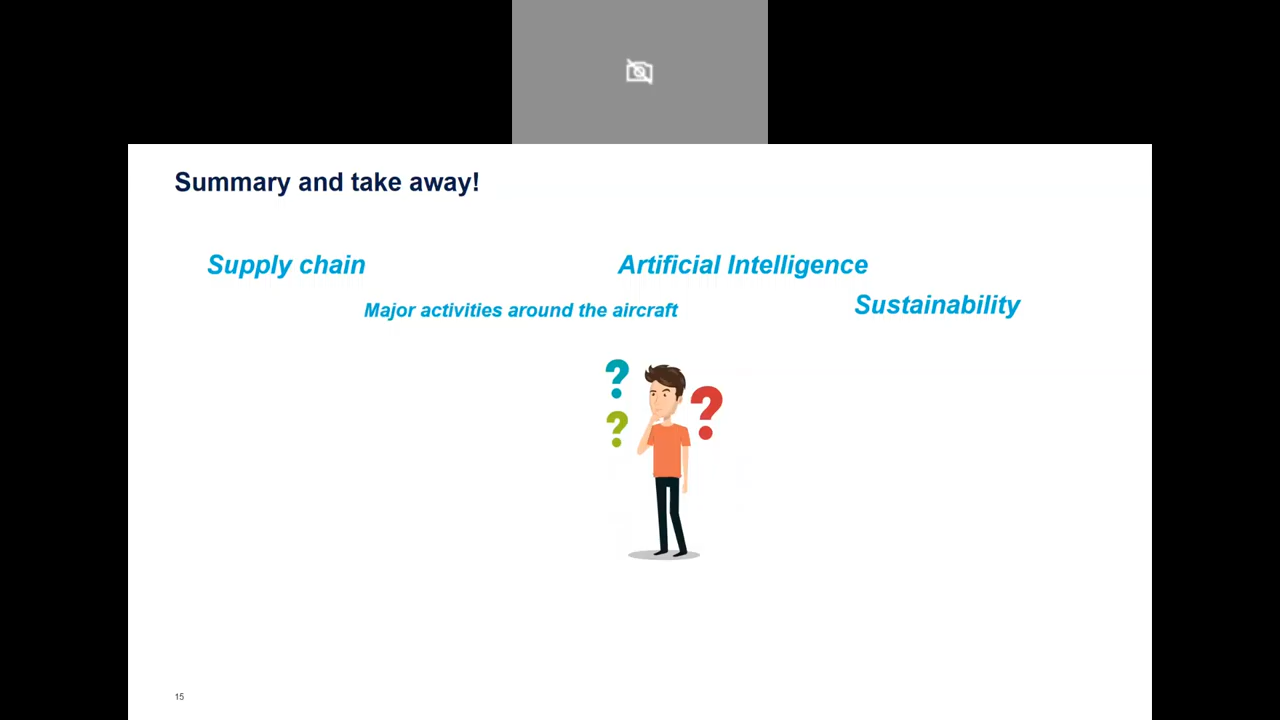 Summary and take away!
Supply chain
Artificial Intelligence
Major activities around the aircraft
Sustainability
?
?
?
15